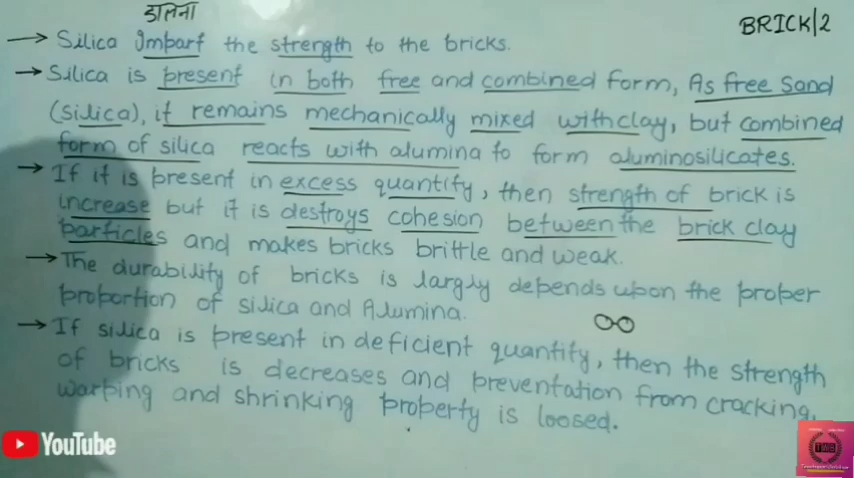 डालना
BRICK/2
→ Silica Impart the strength to the bricks.
→ Silica is present in both free and combined form, As free sand
(silica), it remains mechanically mixed with clay, but combined
form of silica reacts with alumina to form aluminosilicates.
→ If it is present in excess quantity, then strength of brick is
increase but it is destroys cohesion between the brick clay
particles and makes bricks brittle and weak.
→ The durability of bricks is largly depends upon the proper
proportion of silica and Alumina.
→ If silica is present in deficient quantity, then the strength
of bricks is decreases and preventation from cracking,
warping and shrinking property is loosed.
YouTube